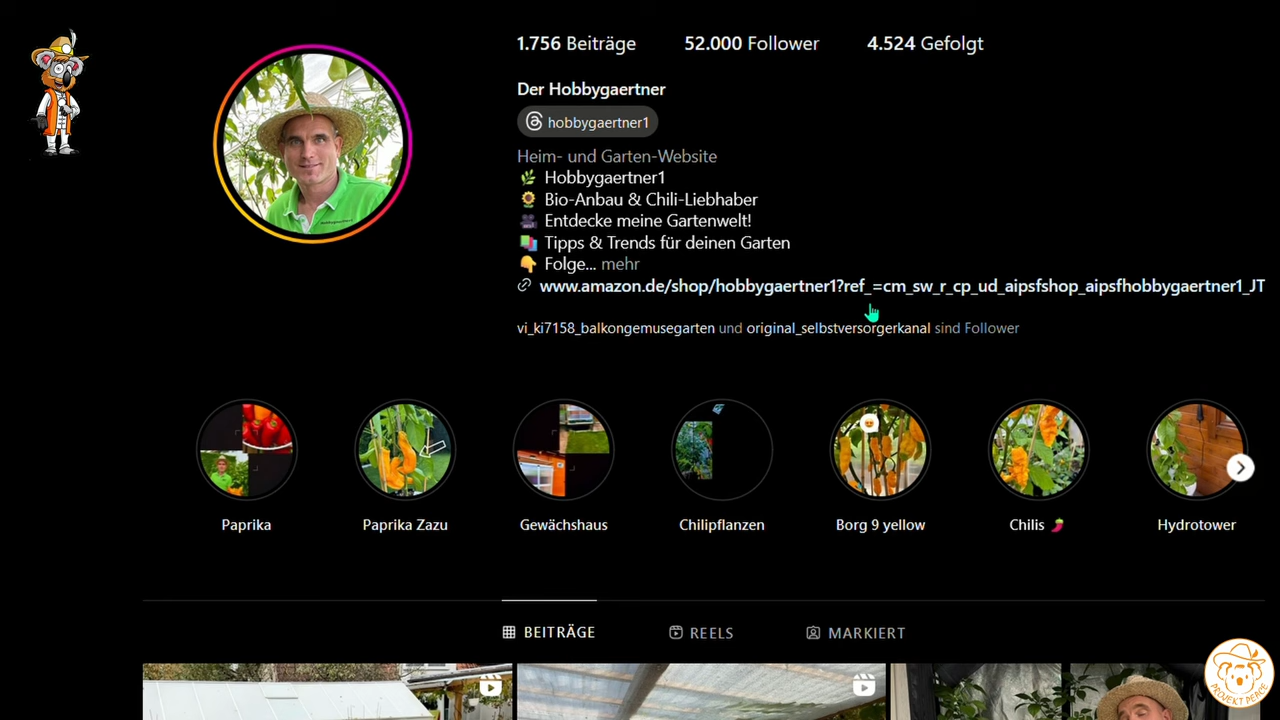 1.756 Beiträge 52.000 Follower 4.524 Gefolgt
Der Hobbygaertner
hobbygaertner1
Heim- und Garten-Website
🌿 Hobbygaertner1
🌻 Bio-Anbau & Chili-Liebhaber
🎥 Entdecke meine Gartenwelt!
📚 Tipps & Trends für deinen Garten
👇 Folge... mehr
www.amazon.de/shop/hobbygaertner1?ref_=cm_sw_r_cp_ud_aipsfshop_aipsfhobbygaertner1_JT
vi_ki7158_balkongemusegarten und original_selbstversorgerkanal sind Follower
Paprika Paprika Zazu Gewächshaus Chilipflanzen Borg 9 yellow Chilis 🌶️ Hydrotower
BEITRÄGE REELS MARKIERT
PROJEKT PEACE